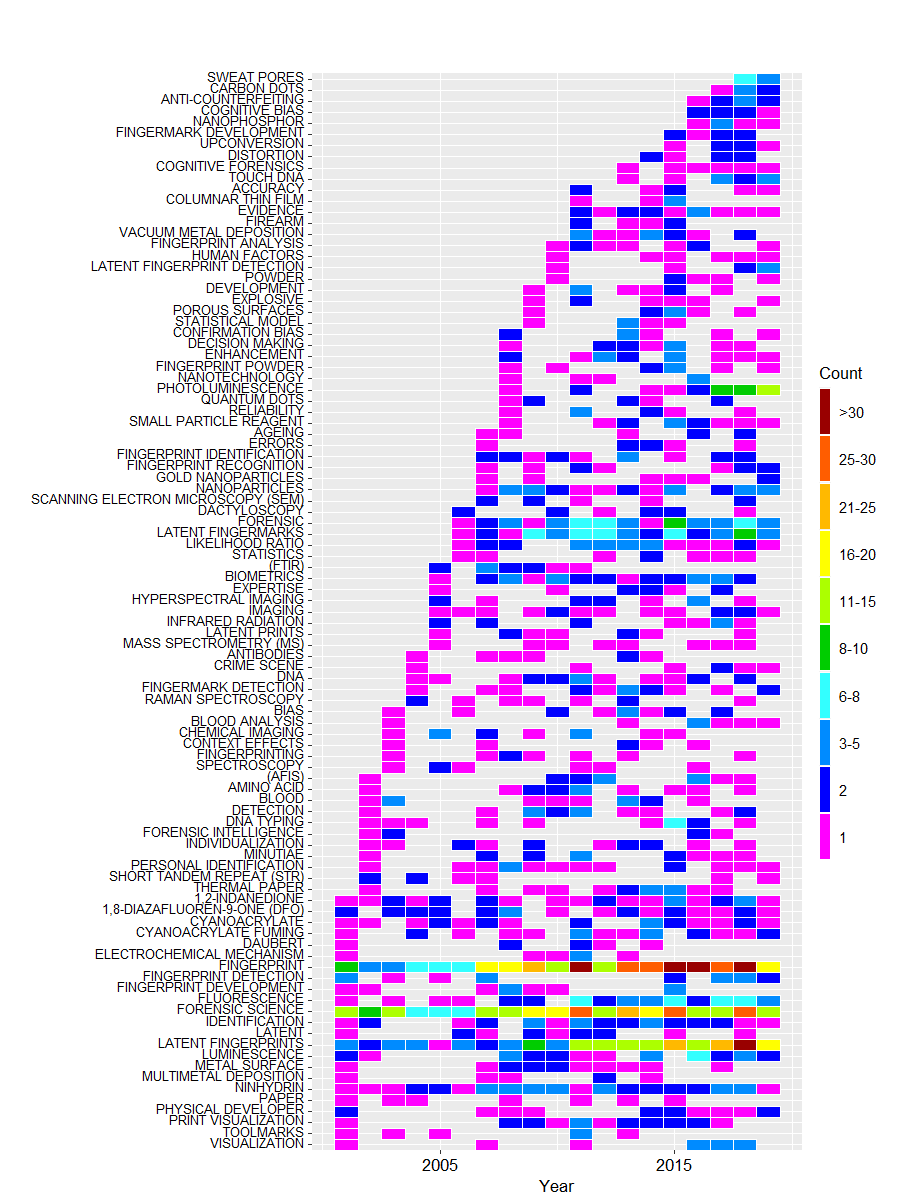 SWEAT PORES
CARBON DOTS
ANTI-COUNTERFEITING
COGNITIVE BIAS
NANOPHOSPHOR
FINGERMARK DEVELOPMENT
UPCONVERSION
DISTORTION
COGNITIVE FORENSICS
TOUCH DNA
ACCURACY
COLUMNAR THIN FILM
EVIDENCE
FIREARM
VACUUM METAL DEPOSITION
FINGERPRINT ANALYSIS
HUMAN FACTORS
LATENT FINGERPRINT DETECTION
POWDER
DEVELOPMENT
EXPLOSIVE
POROUS SURFACES
STATISTICAL MODEL
CONFIRMATION BIAS
DECISION MAKING
ENHANCEMENT
FINGERPRINT POWDER
NANOTECHNOLOGY
PHOTOLUMINESCENCE
QUANTUM DOTS
RELIABILITY
SMALL PARTICLE REAGENT
AGEING
ERRORS
FINGERPRINT IDENTIFICATION
FINGERPRINT RECOGNITION
GOLD NANOPARTICLES
NANOPARTICLES
SCANNING ELECTRON MICROSCOPY (SEM)
DACTYLOSCOPY
FORENSIC
LATENT FINGERMARKS
LIKELIHOOD RATIO
STATISTICS
(FTIR)
BIOMETRICS
EXPERTISE
HYPERSPECTRAL IMAGING
IMAGING
INFRARED RADIATION
LATENT PRINTS
MASS SPECTROMETRY (MS)
ANTIBODIES
CRIME SCENE
DNA
FINGERMARK DETECTION
RAMAN SPECTROSCOPY
BIAS
BLOOD ANALYSIS
CHEMICAL IMAGING
CONTEXT EFFECTS
FINGERPRINTING
SPECTROSCOPY
(AFIS)
AMINO ACID
BLOOD
DETECTION
DNA TYPING
FORENSIC INTELLIGENCE
INDIVIDUALIZATION
MINUTIAE
PERSONAL IDENTIFICATION
SHORT TANDEM REPEAT (STR)
THERMAL PAPER
1,2-INDANEDIONE
1,8-DIAZAFLUOREN-9-ONE (DFO)
CYANOACRYLATE
CYANOACRYLATE FUMING
DAUBERT
ELECTROCHEMICAL MECHANISM
FINGERPRINT
FINGERPRINT DETECTION
FINGERPRINT DEVELOPMENT
FLUORESCENCE
FORENSIC SCIENCE
IDENTIFICATION
LATENT
LATENT FINGERPRINTS
LUMINESCENCE
METAL SURFACE
MULTIMETAL DEPOSITION
NINHYDRIN
PAPER
PHYSICAL DEVELOPER
PRINT VISUALIZATION
TOOLMARKS
VISUALIZATION
2005
2015
Year
Count
>30
25-30
21-25
16-20
11-15
8-10
6-8
3-5
2
1